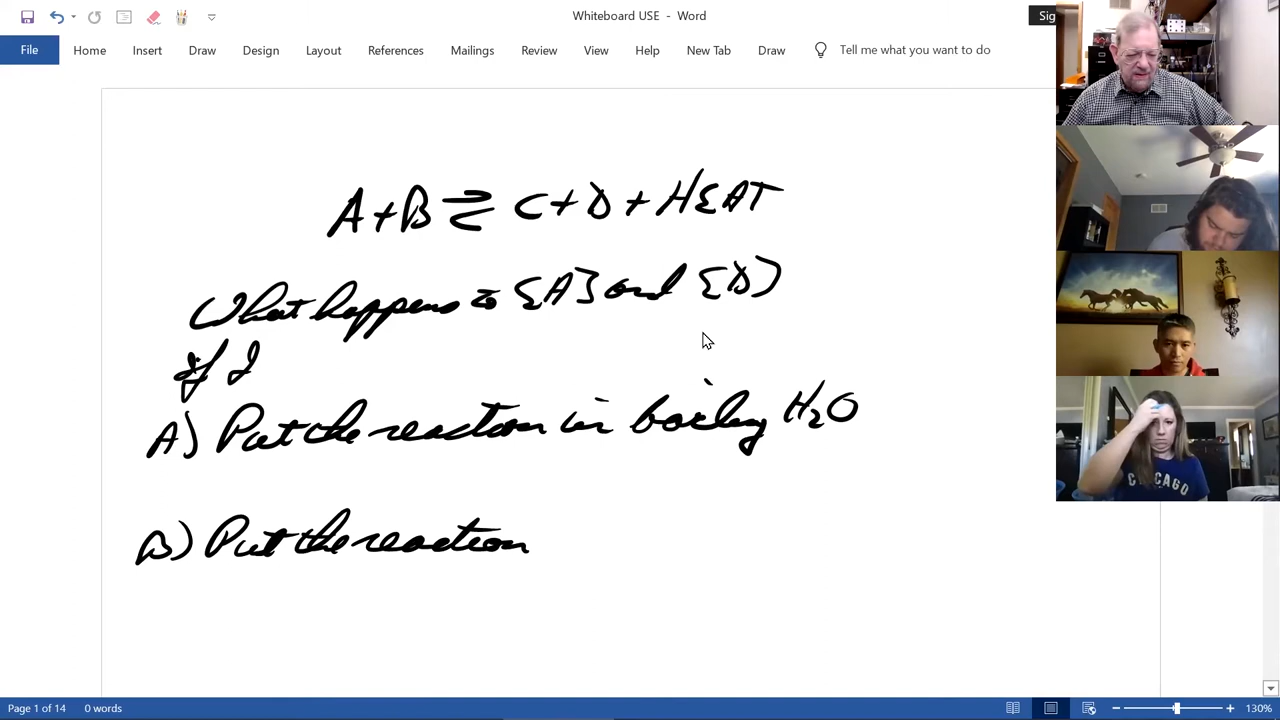 Whiteboard USE - Word
Sig
File Home Insert Draw Design Layout References Mailings Review View Help New Tab Draw Tell me what you want to do
A+B ⇄ C+D+HEAT
What happens to {A} and {D}
if I
A) Put the reaction in boiling H₂O
B) Put the reaction
CHICAGO
Page 1 of 14 0 words 130%